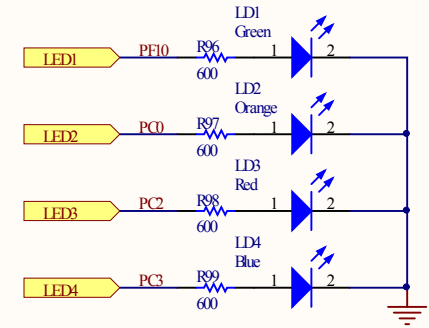 LD1
Green
LED1 PF10 R96 1 2
600
LD2
Orange
LED2 PC0 R97 1 2
600
LD3
Red
LED3 PC2 R98 1 2
600
LD4
Blue
LED4 PC3 R99 1 2
600